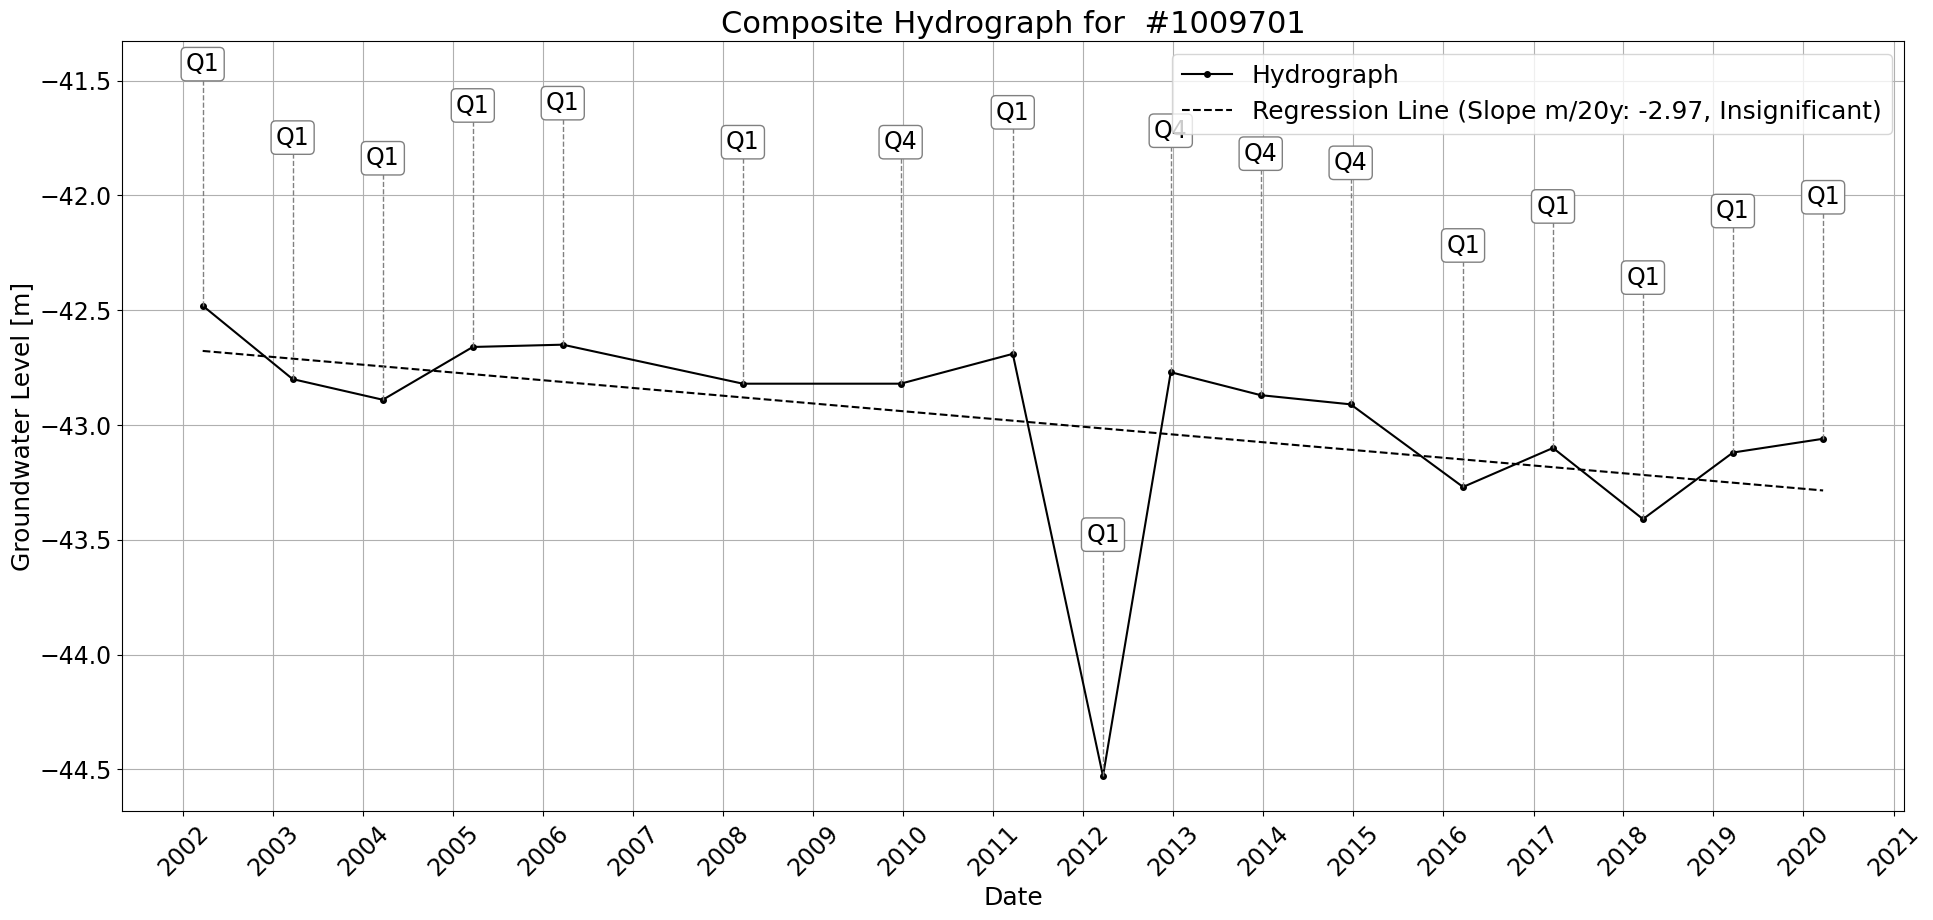 Composite Hydrograph for  #1009701
Hydrograph
Regression Line (Slope m/20y: -2.97, Insignificant)
Q1
Q1
Q1
Q1
Q1
Q1
Q4
Q1
Q1
Q4
Q4
Q4
Q1
Q1
Q1
Q1
Q1
Groundwater Level [m]
−41.5
−42.0
−42.5
−43.0
−43.5
−44.0
−44.5
2002
2003
2004
2005
2006
2007
2008
2009
2010
2011
2012
2013
2014
2015
2016
2017
2018
2019
2020
2021
Date